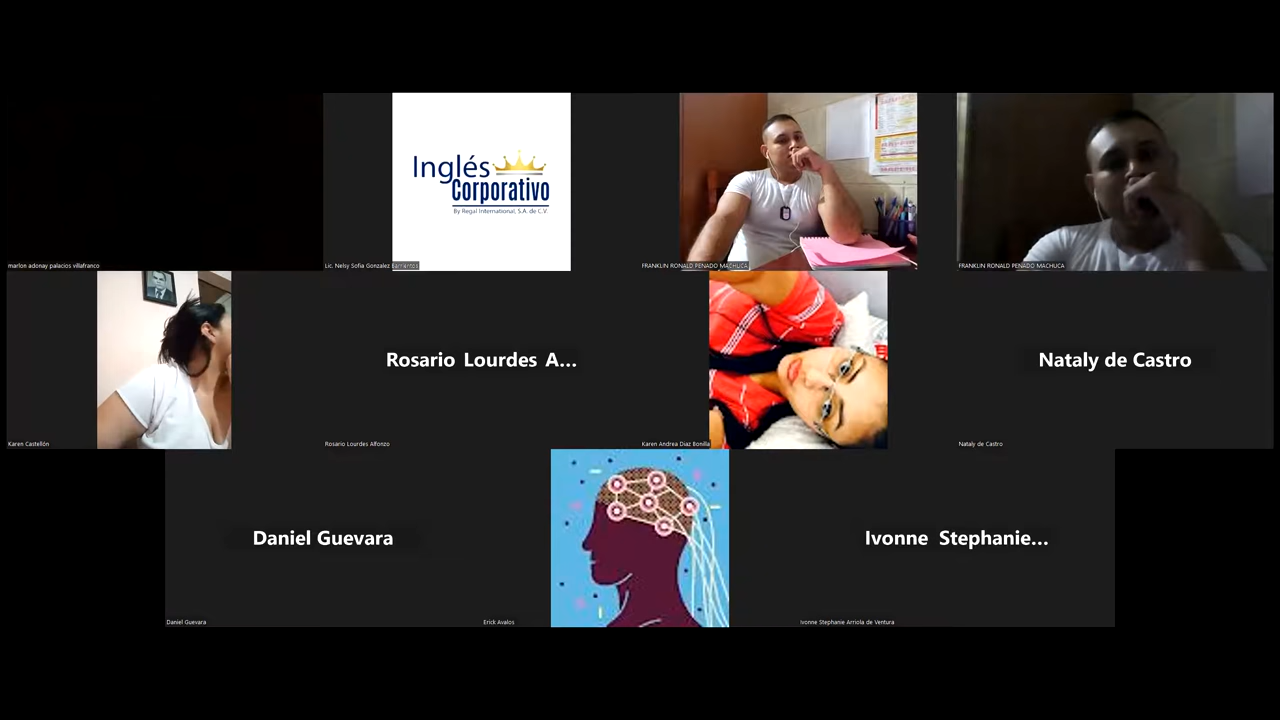 Inglés
Corporativo
By Regal International, S.A. de C.V.
marlon adonay palacios villafranco
Lic. Nelsy Sofia Gonzalez Barrientos
FRANKLIN RONALD PENADO MACHUCA
FRANKLIN RONALD PENADO MACHUCA
Rosario Lourdes A...
Nataly de Castro
Karen Castellón
Rosario Lourdes Alfonzo
Karen Andrea Diaz Bonilla
Nataly de Castro
Daniel Guevara
Ivonne Stephanie...
Daniel Guevara
Erick Avalos
Ivonne Stephanie Arriola de Ventura